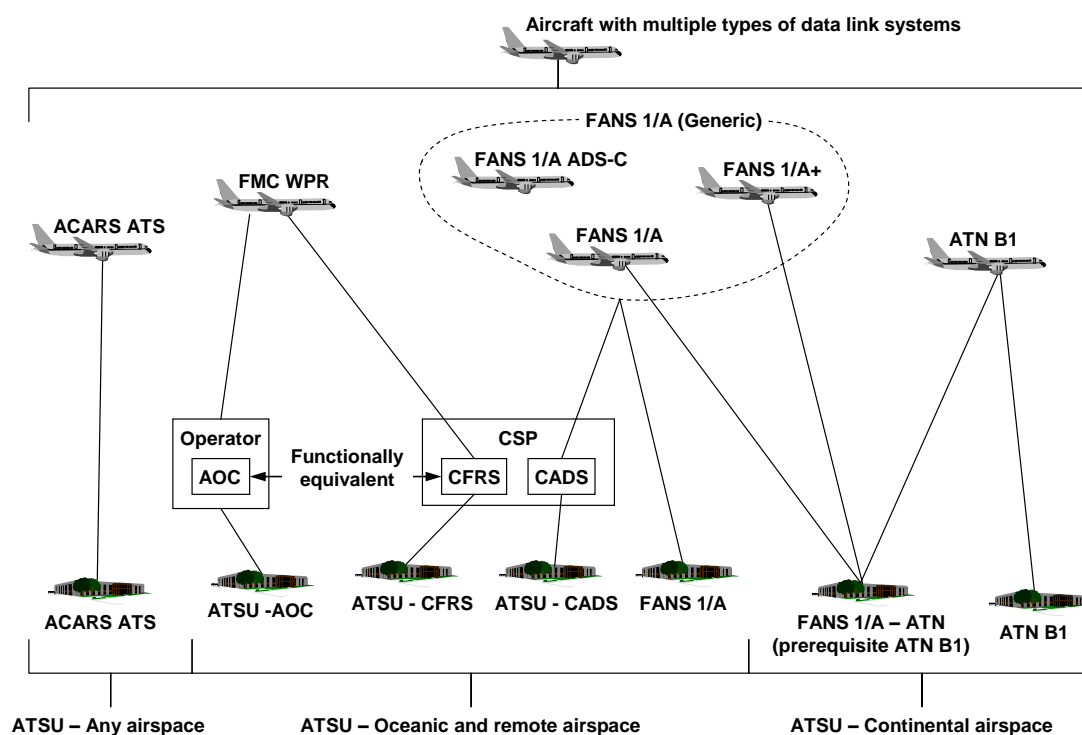 Aircraft with multiple types of data link systems
FANS 1/A (Generic)
FANS 1/A ADS-C
FANS 1/A+
FMC WPR
ACARS ATS
FANS 1/A
ATN B1
Operator
AOC
Functionally
equivalent
CSP
CFRS
CADS
ACARS ATS
ATSU -AOC
ATSU - CFRS
ATSU - CADS
FANS 1/A
FANS 1/A – ATN
(prerequisite ATN B1)
ATN B1
ATSU – Any airspace
ATSU – Oceanic and remote airspace
ATSU – Continental airspace